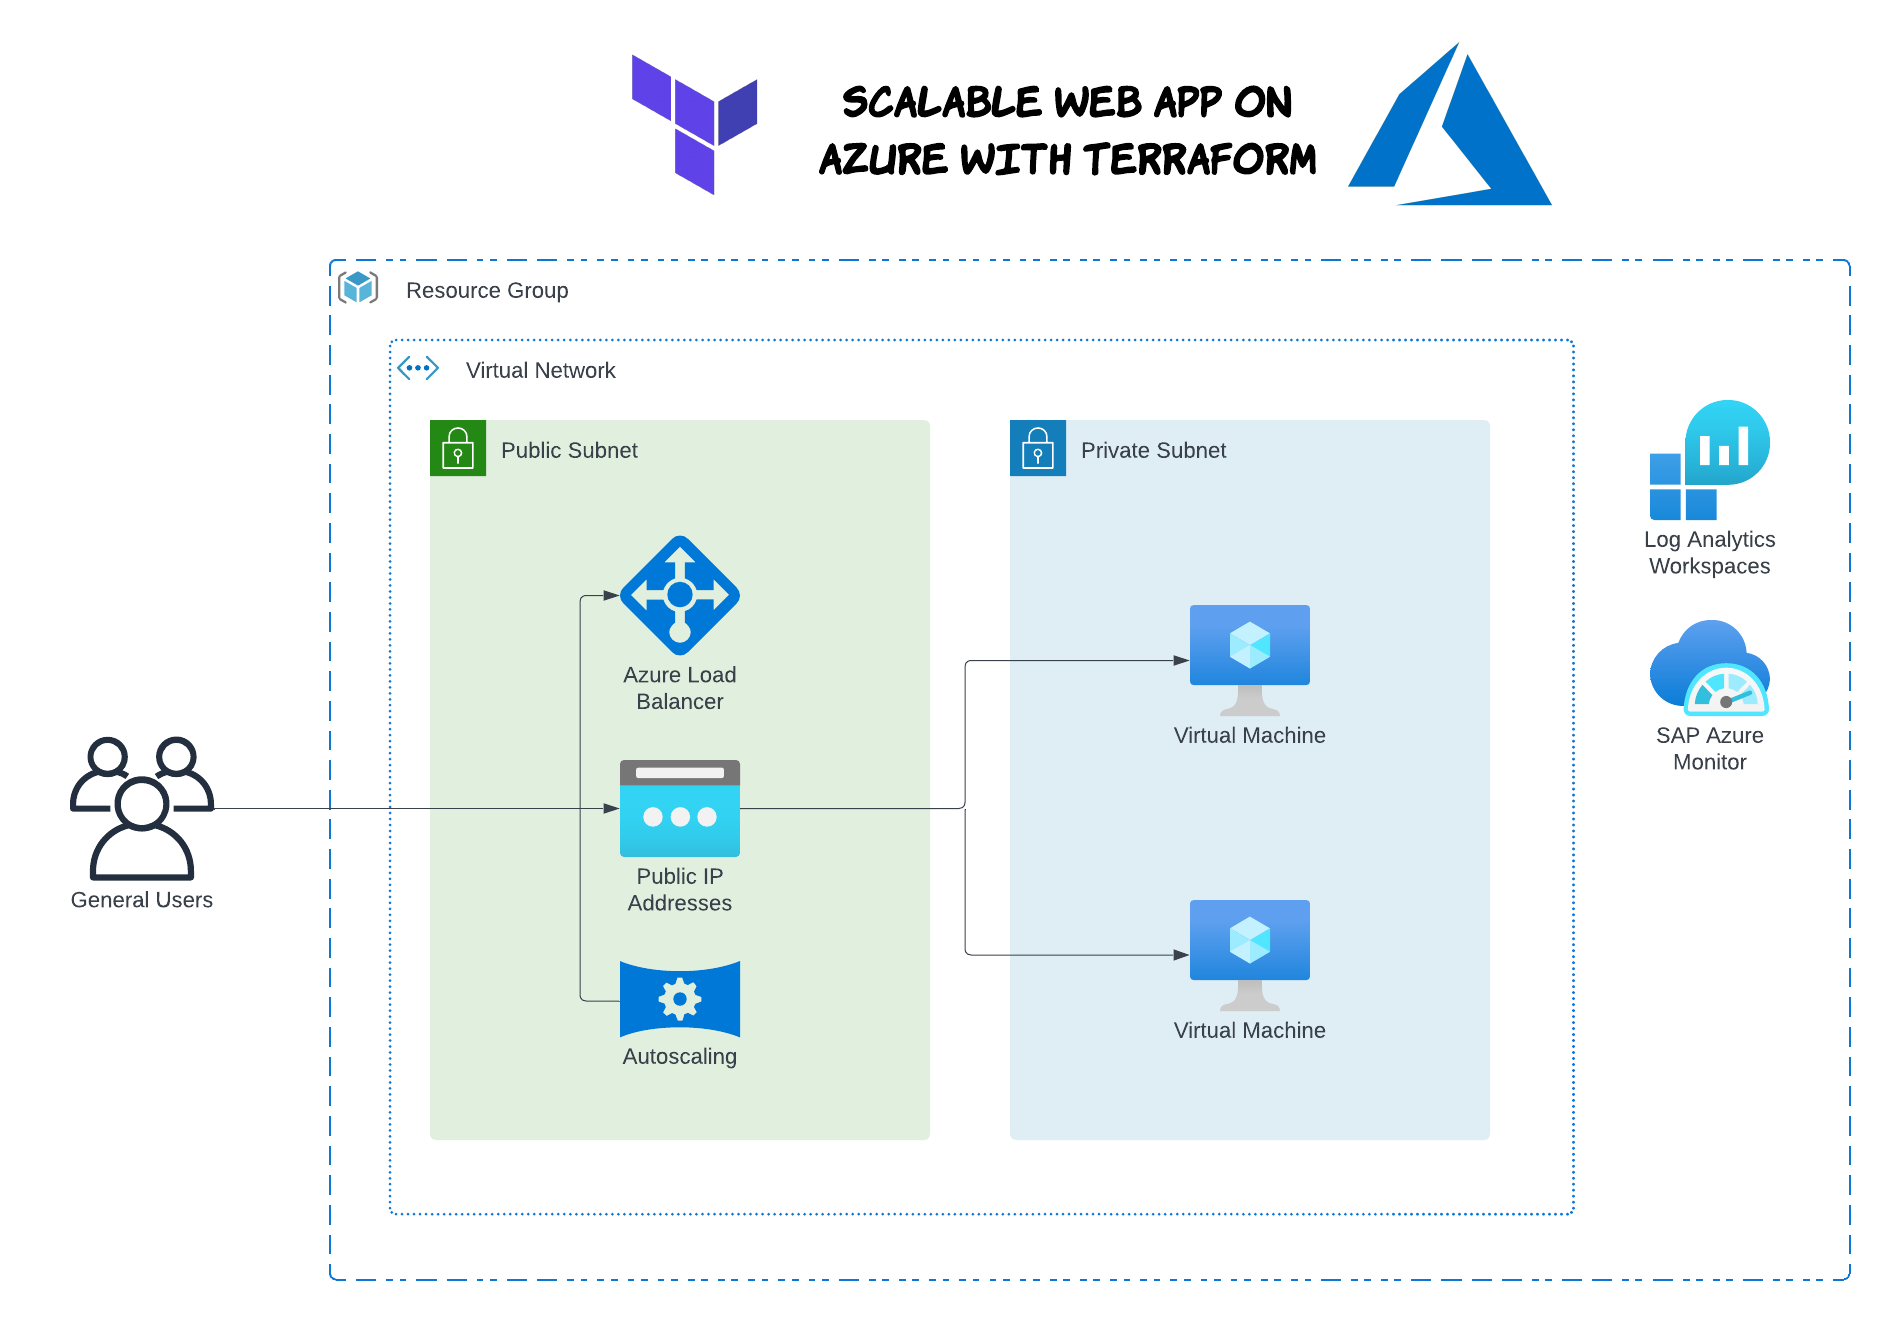 SCALABLE WEB APP ON
AZURE WITH TERRAFORM
Resource Group
Virtual Network
Public Subnet
Private Subnet
Azure Load
Balancer
Public IP
Addresses
Autoscaling
Virtual Machine
Virtual Machine
Log Analytics
Workspaces
SAP Azure
Monitor
General Users